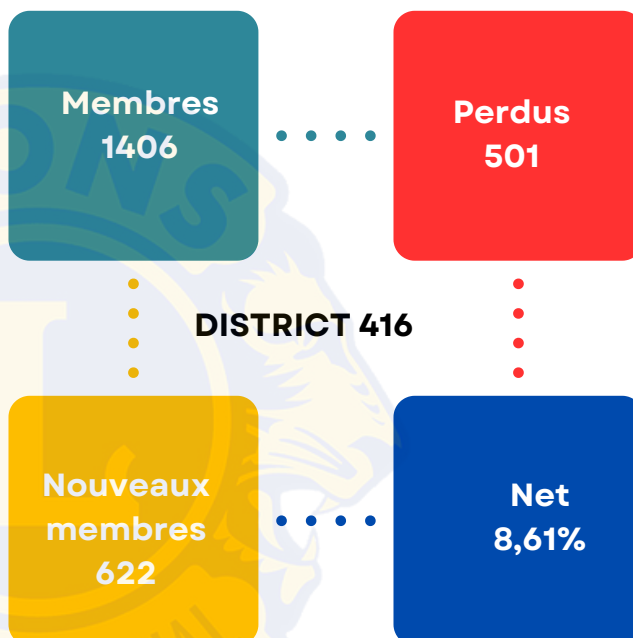 Membres
1406
Perdus
501
DISTRICT 416
Nouveaux
membres
622
Net
8,61%